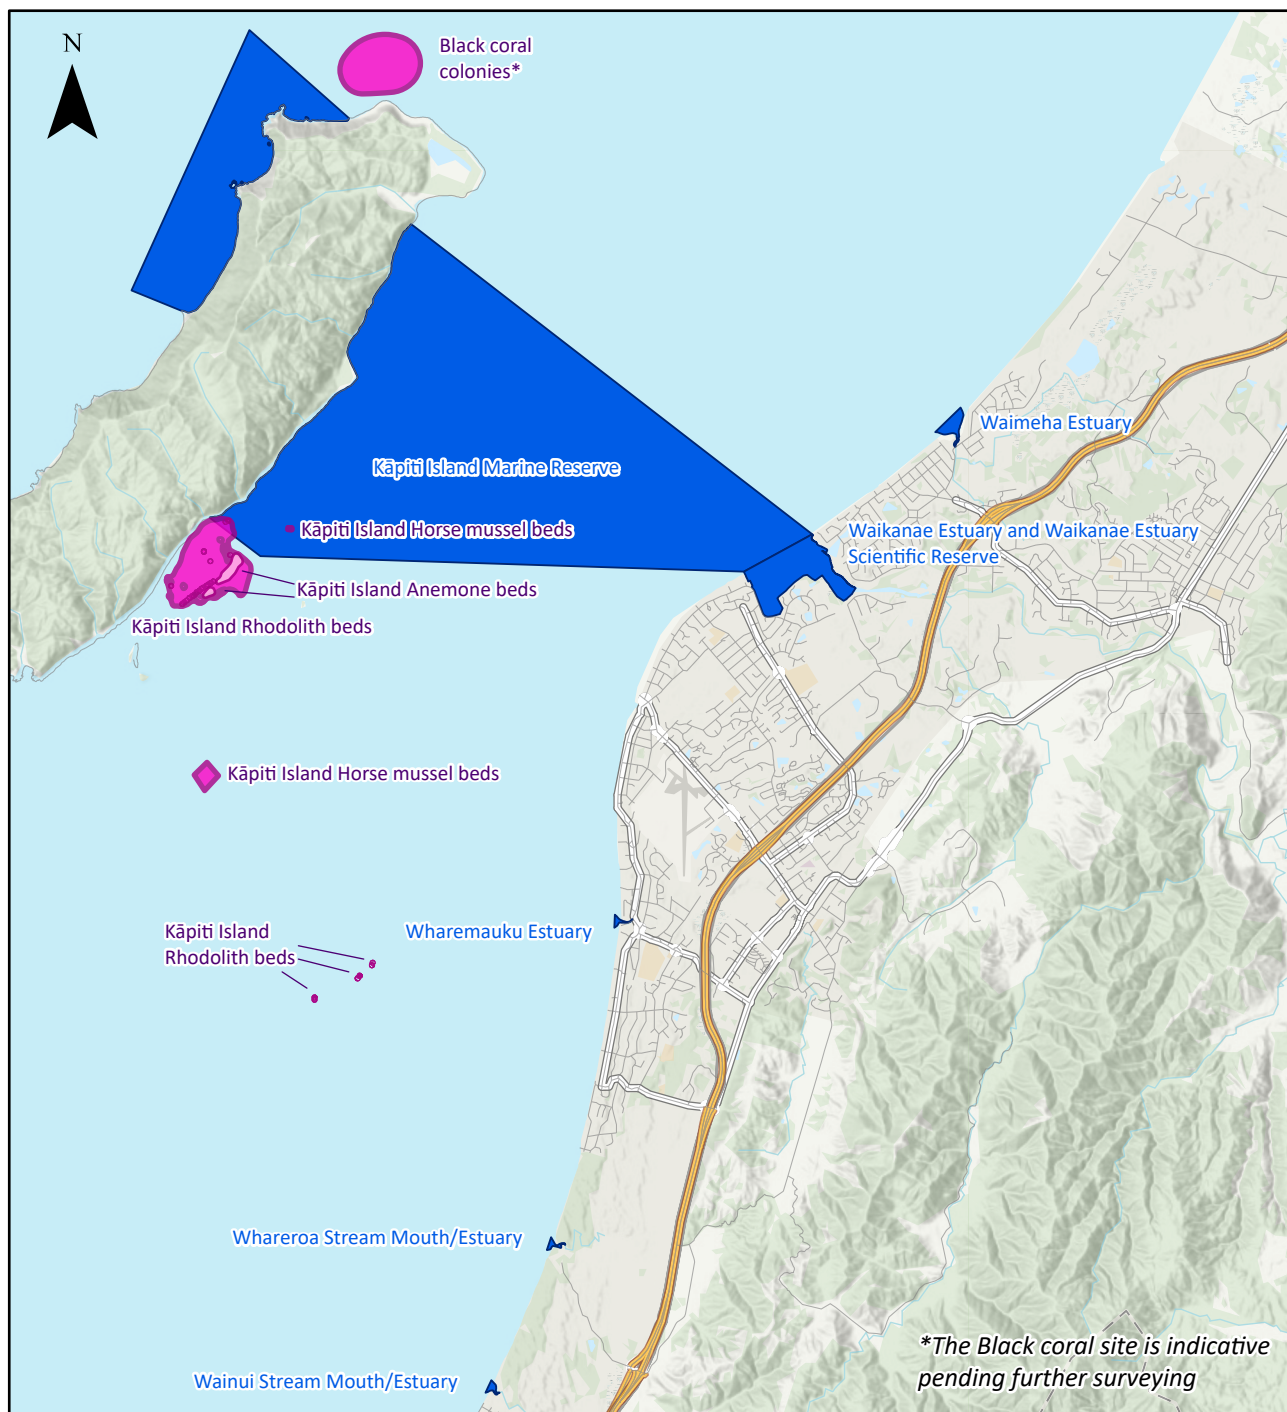 N
Black coral
colonies*
Waimeha Estuary
Kāpiti Island Marine Reserve
Kāpiti Island Horse mussel beds
Waikanae Estuary and Waikanae Estuary
Scientific Reserve
Kāpiti Island Anemone beds
Kāpiti Island Rhodolith beds
Kāpiti Island Horse mussel beds
Kāpiti Island
Rhodolith beds
Wharemauku Estuary
Whareroa Stream Mouth/Estuary
Wainui Stream Mouth/Estuary
*The Black coral site is indicative
pending further surveying